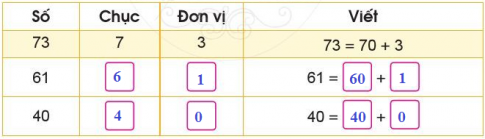 Số Chục Đơn vị Viết
73 7 3 73 = 70 + 3
61 6 1 61 = 60 + 1
40 4 0 40 = 40 + 0